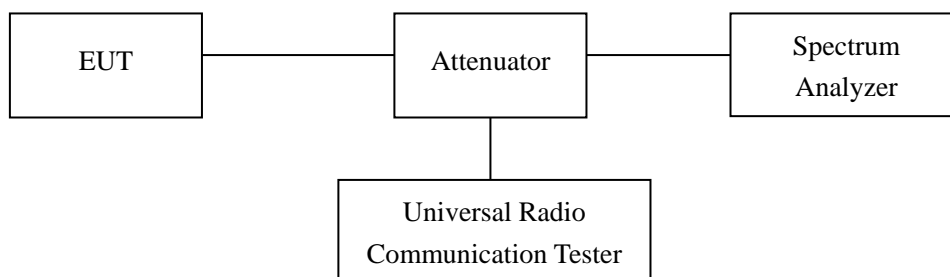 EUT
Attenuator
Spectrum
Analyzer
Universal Radio
Communication Tester